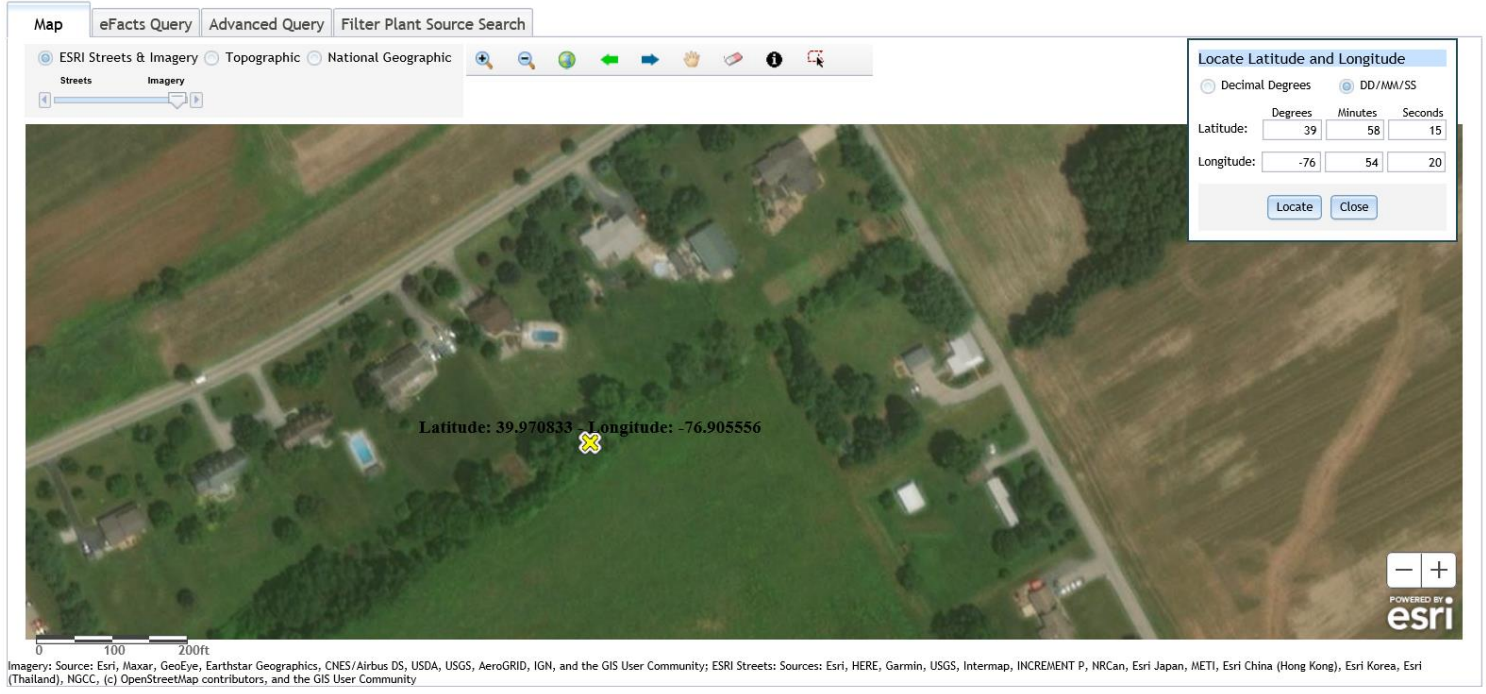 Map eFacts Query Advanced Query Filter Plant Source Search
ESRI Streets & Imagery Topographic National Geographic
Streets Imagery
Locate Latitude and Longitude
Decimal Degrees DD/MM/SS
Degrees Minutes Seconds
Latitude: 39 58 15
Longitude: -76 54 20
Locate Close
Latitude: 39.970833 - Longitude: -76.905556
POWERED BY
esri
0 100 200ft
Imagery: Source: Esri, Maxar, GeoEye, Earthstar Geographics, CNES/Airbus DS, USDA, USGS, AeroGRID, IGN, and the GIS User Community; ESRI Streets: Sources: Esri, HERE, Garmin, USGS, Intermap, INCREMENT P, NRCan, Esri Japan, METI, Esri China (Hong Kong), Esri Korea, Esri
(Thailand), NGCC, (c) OpenStreetMap contributors, and the GIS User Community